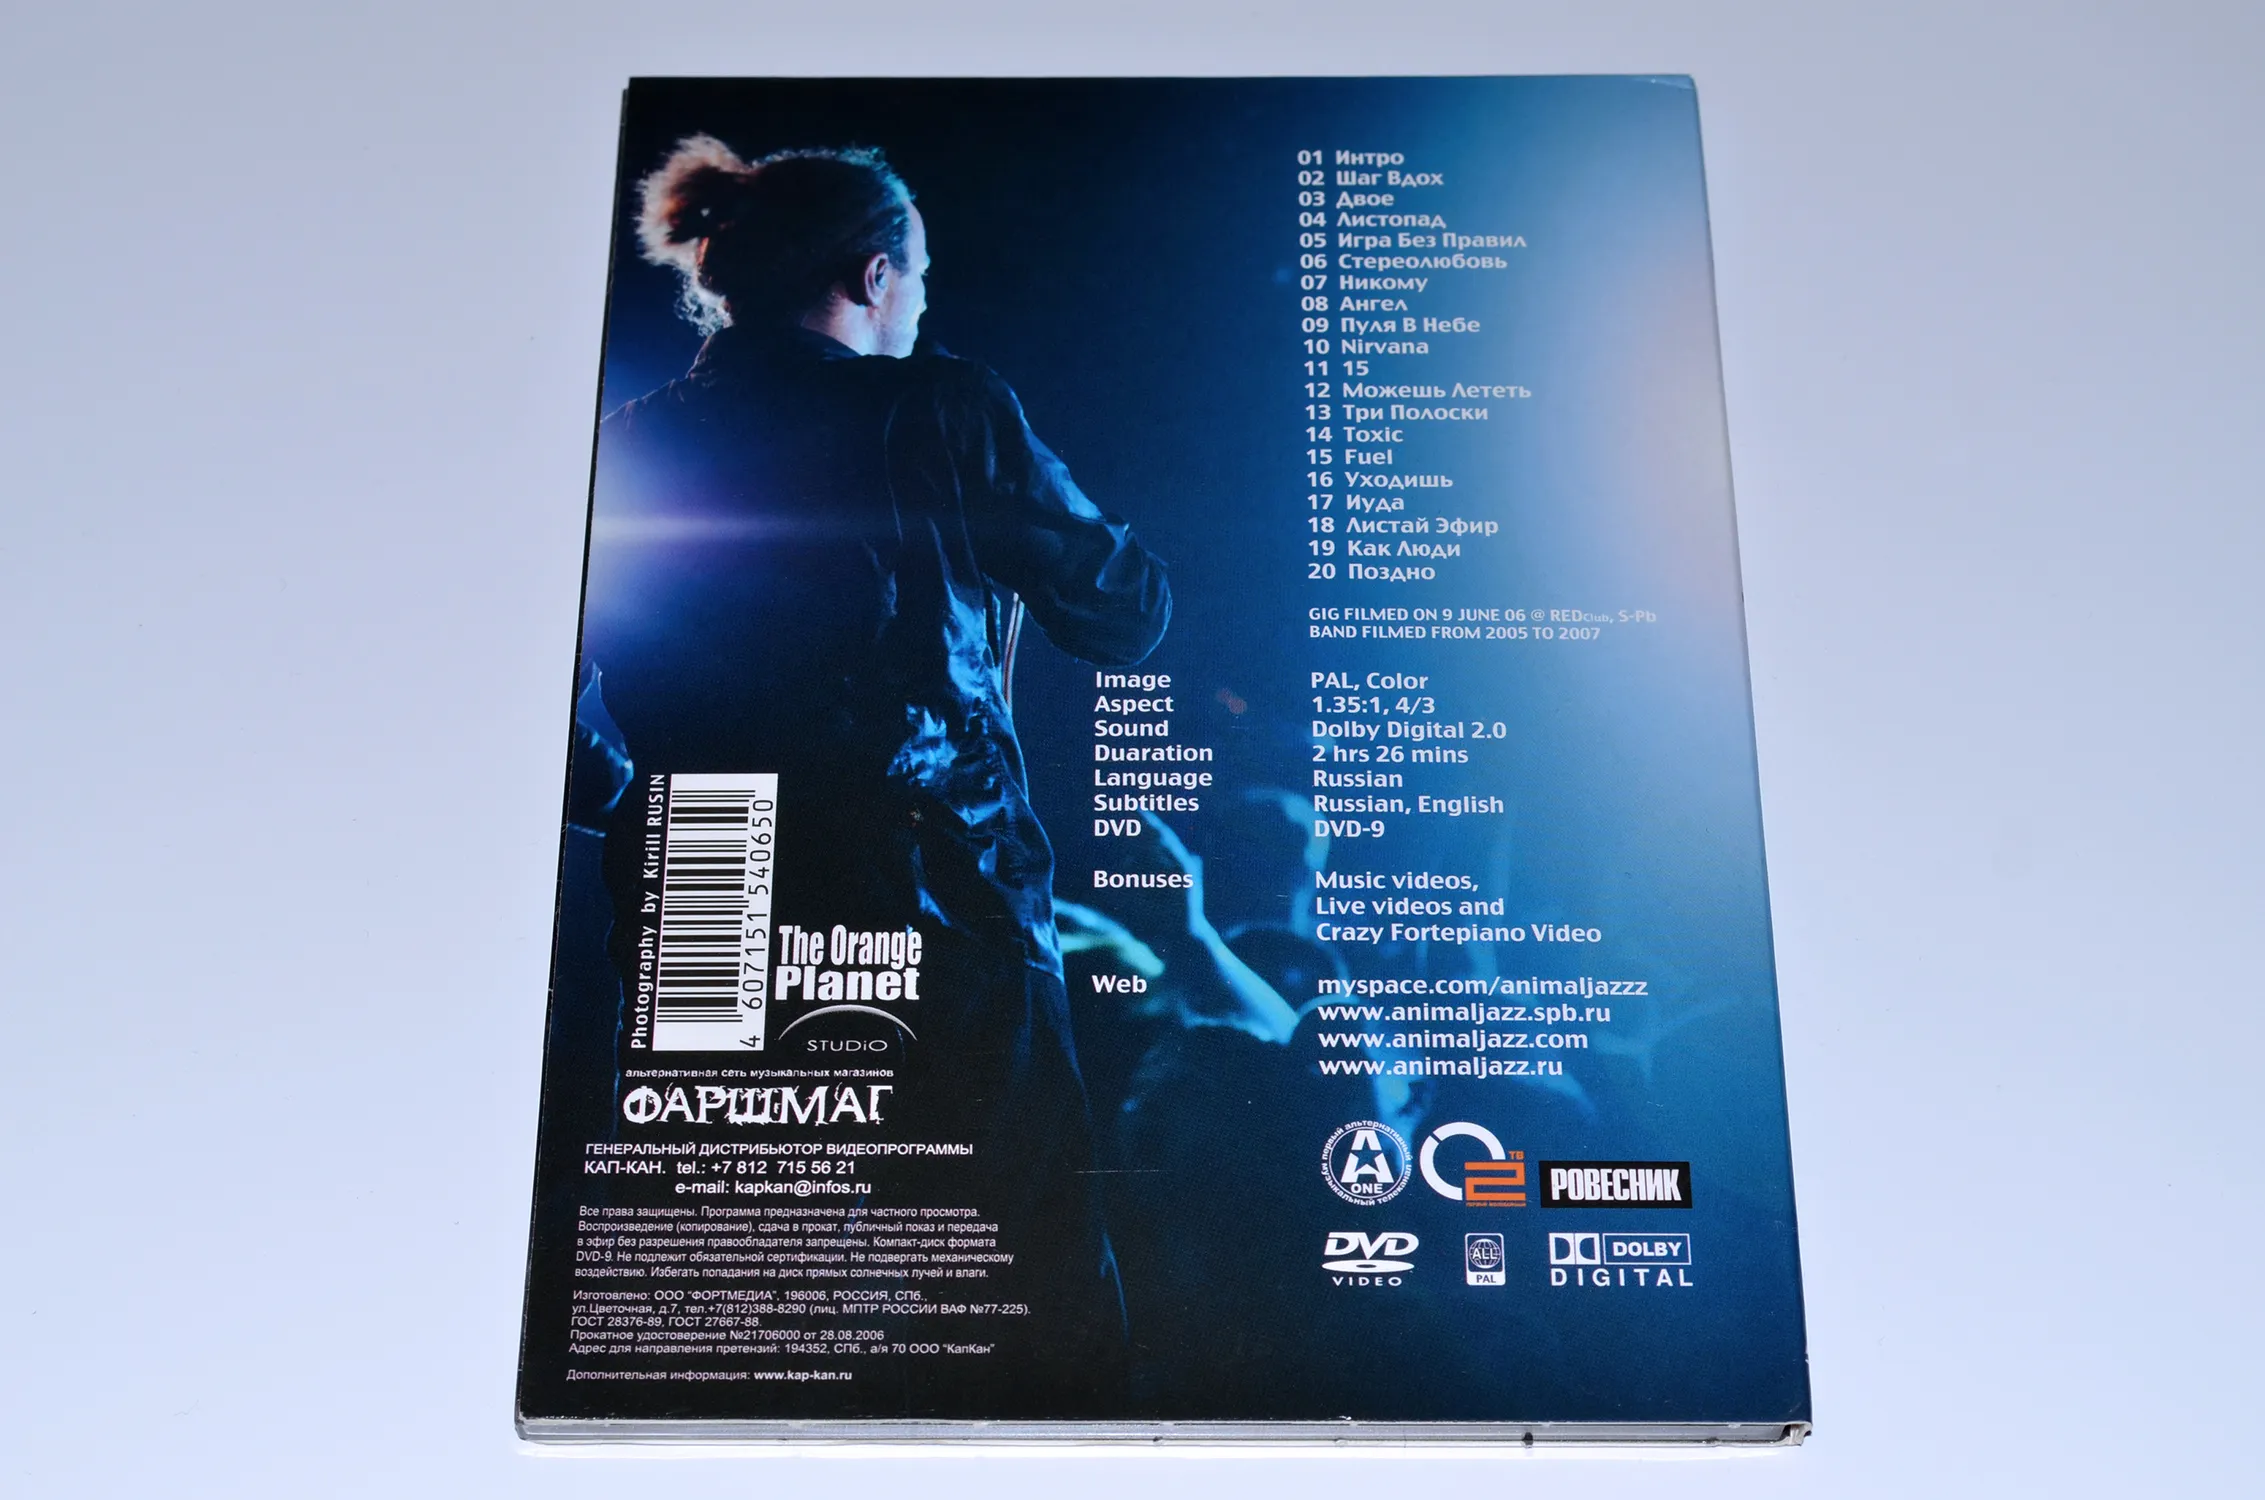 01 Интро
02 Шаг Вдох
03 Двое
04 Листопад
05 Игра Без Правил
06 Стереолюбовь
07 Никому
08 Ангел
09 Пуля В Небе
10 Nirvana
11 15
12 Можешь Лететь
13 Три Полоски
14 Toxic
15 Fuel
16 Уходишь
17 Иуда
18 Листай Эфир
19 Как Люди
20 Поздно
GIG FILMED ON 9 JUNE 06 @ REDClub, S-Pb
BAND FILMED FROM 2005 TO 2007
Image PAL, Color
Aspect 1.35:1, 4/3
Sound Dolby Digital 2.0
Duaration 2 hrs 26 mins
Language Russian
Subtitles Russian, English
DVD DVD-9
Bonuses Music videos,
Live videos and
Crazy Fortepiano Video
Web myspace.com/animaljazzz
www.animaljazz.spb.ru
www.animaljazz.com
www.animaljazz.ru
Photography by Kirill RUSIN
4 607151 540650
The Orange
Planet
STUDiO
альтернативная сеть музыкальных магазинов
ФАРШМАГ
ГЕНЕРАЛЬНЫЙ ДИСТРИБЬЮТОР ВИДЕОПРОГРАММЫ
КАП-КАН. tel.: +7 812 715 56 21
e-mail: kapkan@infos.ru
Все права защищены. Программа предназначена для частного просмотра.
Воспроизведение (копирование), сдача в прокат, публичный показ и передача
в эфир без разрешения правообладателя запрещены. Компакт-диск формата
DVD-9. Не подлежит обязательной сертификации. Не подвергать механическому
воздействию. Избегать попадания на диск прямых солнечных лучей и влаги.
Изготовлено: ООО "ФОРТМЕДИА", 196006, РОССИЯ, СПб.,
ул.Цветочная, д.7, тел.+7(812)388-8290 (лиц. МПТР РОССИИ ВАФ №77-225).
ГОСТ 28376-89, ГОСТ 27667-88.
Прокатное удостоверение №21706000 от 28.08.2006
Адрес для направления претензий: 194352, СПб., а/я 70 ООО "КапКан"
Дополнительная информация: www.kap-kan.ru
первый альтернативный
музыкальный телеканал
A ONE
O2 ТВ
РОВЕСНИК
DVD
VIDEO
ALL
PAL
DOLBY
DIGITAL